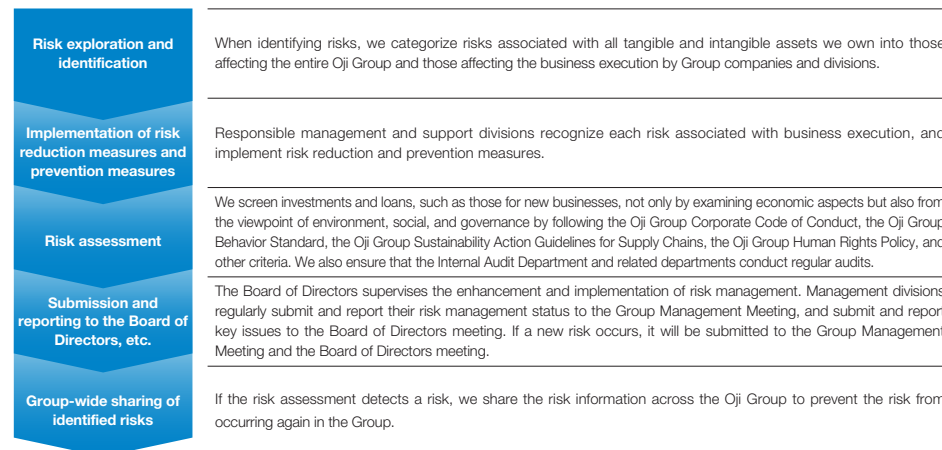 Risk exploration and
identification
When identifying risks, we categorize risks associated with all tangible and intangible assets we own into those
affecting the entire Oji Group and those affecting the business execution by Group companies and divisions.
Implementation of risk
reduction measures and
prevention measures
Responsible management and support divisions recognize each risk associated with business execution, and
implement risk reduction and prevention measures.
Risk assessment
We screen investments and loans, such as those for new businesses, not only by examining economic aspects but also from
the viewpoint of environment, social, and governance by following the Oji Group Corporate Code of Conduct, the Oji Group
Behavior Standard, the Oji Group Sustainability Action Guidelines for Supply Chains, the Oji Group Human Rights Policy, and
other criteria. We also ensure that the Internal Audit Department and related departments conduct regular audits.
Submission and
reporting to the Board of
Directors, etc.
The Board of Directors supervises the enhancement and implementation of risk management. Management divisions
regularly submit and report their risk management status to the Group Management Meeting, and submit and report
key issues to the Board of Directors meeting. If a new risk occurs, it will be submitted to the Group Management
Meeting and the Board of Directors meeting.
Group-wide sharing of
identified risks
If the risk assessment detects a risk, we share the risk information across the Oji Group to prevent the risk from
occurring again in the Group.